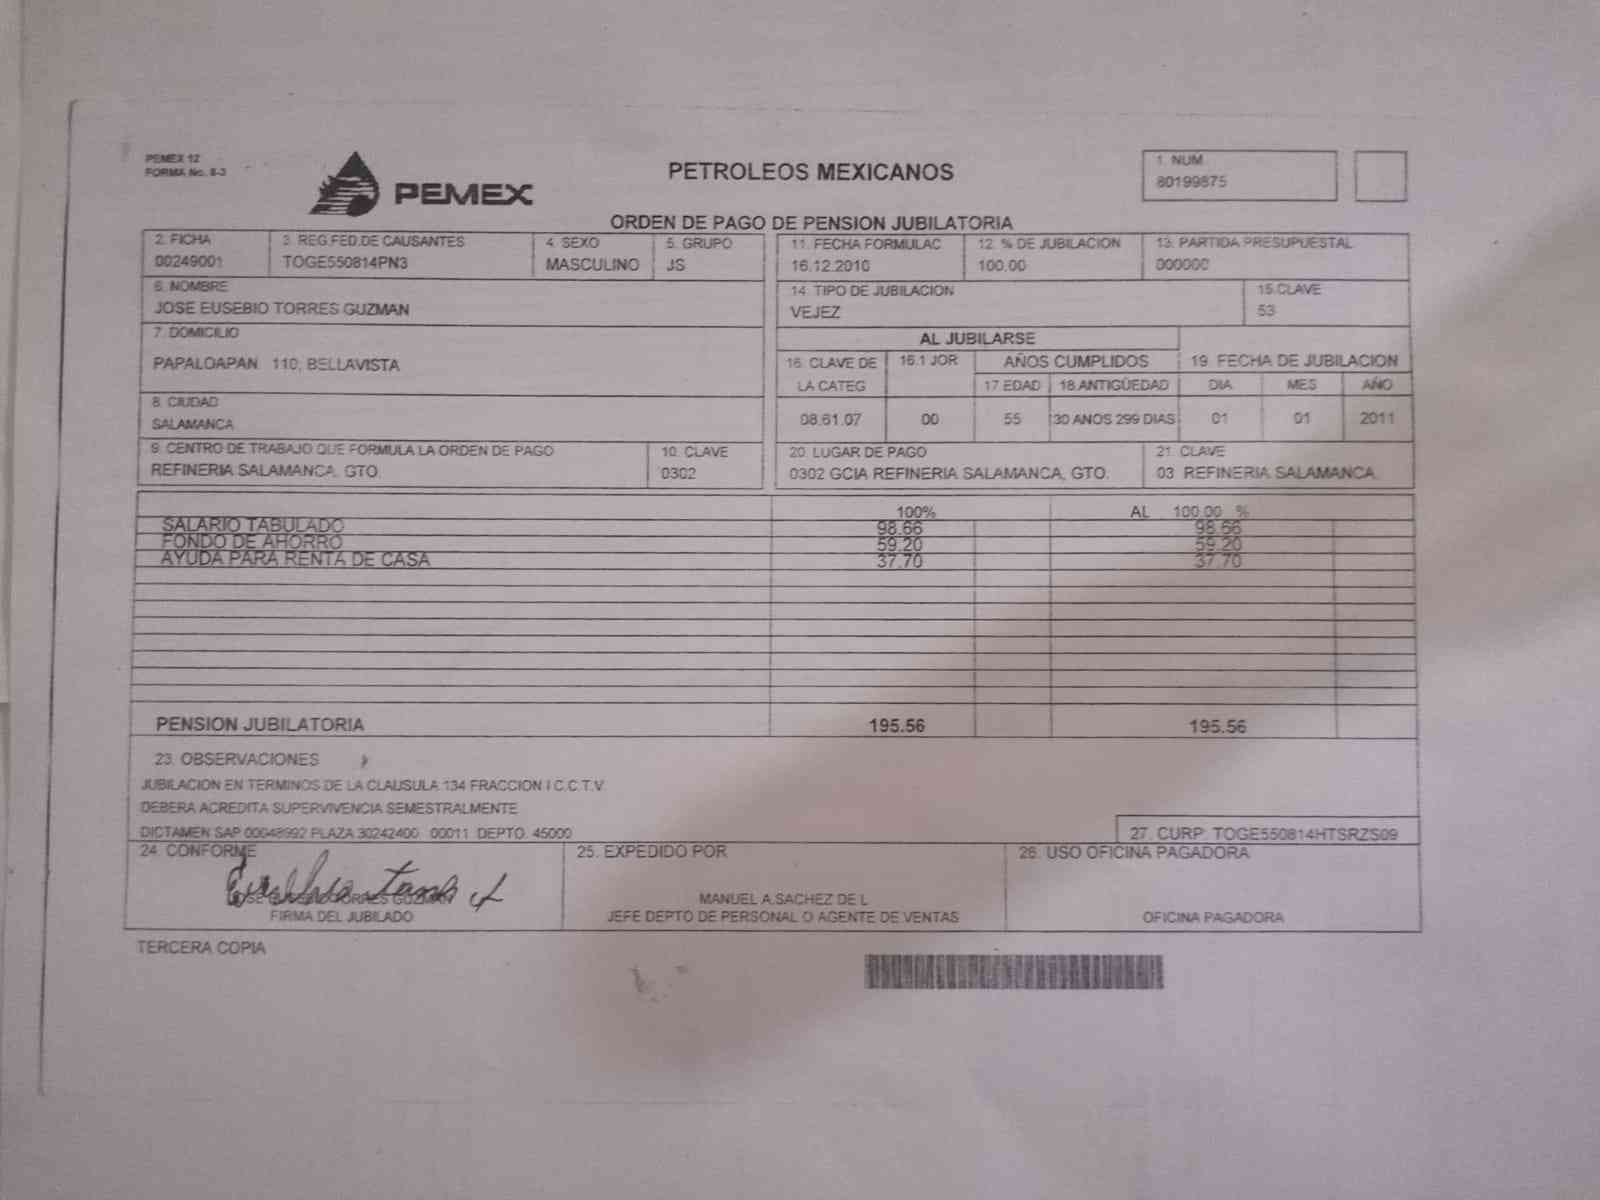 PEMEX 12
FORMA No. 8-3
PEMEX
PETROLEOS MEXICANOS
1. NUM
80199875
ORDEN DE PAGO DE PENSION JUBILATORIA
2. FICHA 3. REG.FED.DE CAUSANTES 4. SEXO 5. GRUPO 11. FECHA FORMULAC 12. % DE JUBILACION 13. PARTIDA PRESUPUESTAL
00249001 TOGE550814PN3 MASCULINO JS 16.12.2010 100.00 000000
6. NOMBRE 14. TIPO DE JUBILACION 15.CLAVE
JOSE EUSEBIO TORRES GUZMAN VEJEZ 53
7. DOMICILIO AL JUBILARSE
PAPALOAPAN 110, BELLAVISTA 16. CLAVE DE 16.1 JOR AÑOS CUMPLIDOS 19. FECHA DE JUBILACION
LA CATEG 17.EDAD 18.ANTIGÜEDAD DIA MES AÑO
8. CIUDAD
SALAMANCA 08.61.07 00 55 30 ANOS 299 DIAS 01 01 2011
9. CENTRO DE TRABAJO QUE FORMULA LA ORDEN DE PAGO 10. CLAVE 20. LUGAR DE PAGO 21. CLAVE
REFINERIA SALAMANCA, GTO. 0302 0302 GCIA REFINERIA SALAMANCA, GTO. 03 REFINERIA SALAMANCA.
100% AL 100.00 %
SALARIO TABULADO 98.66 98.66
FONDO DE AHORRO 59.20 59.20
AYUDA PARA RENTA DE CASA 37.70 37.70
PENSION JUBILATORIA 195.56 195.56
23. OBSERVACIONES
JUBILACION EN TERMINOS DE LA CLAUSULA 134 FRACCION I C.C.T.V.
DEBERA ACREDITA SUPERVIVENCIA SEMESTRALMENTE
DICTAMEN SAP 00048992 PLAZA 30242400 00011 DEPTO. 45000 27. CURP: TOGE550814HTSRZS09
24. CONFORME 25. EXPEDIDO POR 26. USO OFICINA PAGADORA
TORRES GUZMAN MANUEL A.SACHEZ DE L
FIRMA DEL JUBILADO JEFE DEPTO DE PERSONAL O AGENTE DE VENTAS OFICINA PAGADORA
TERCERA COPIA